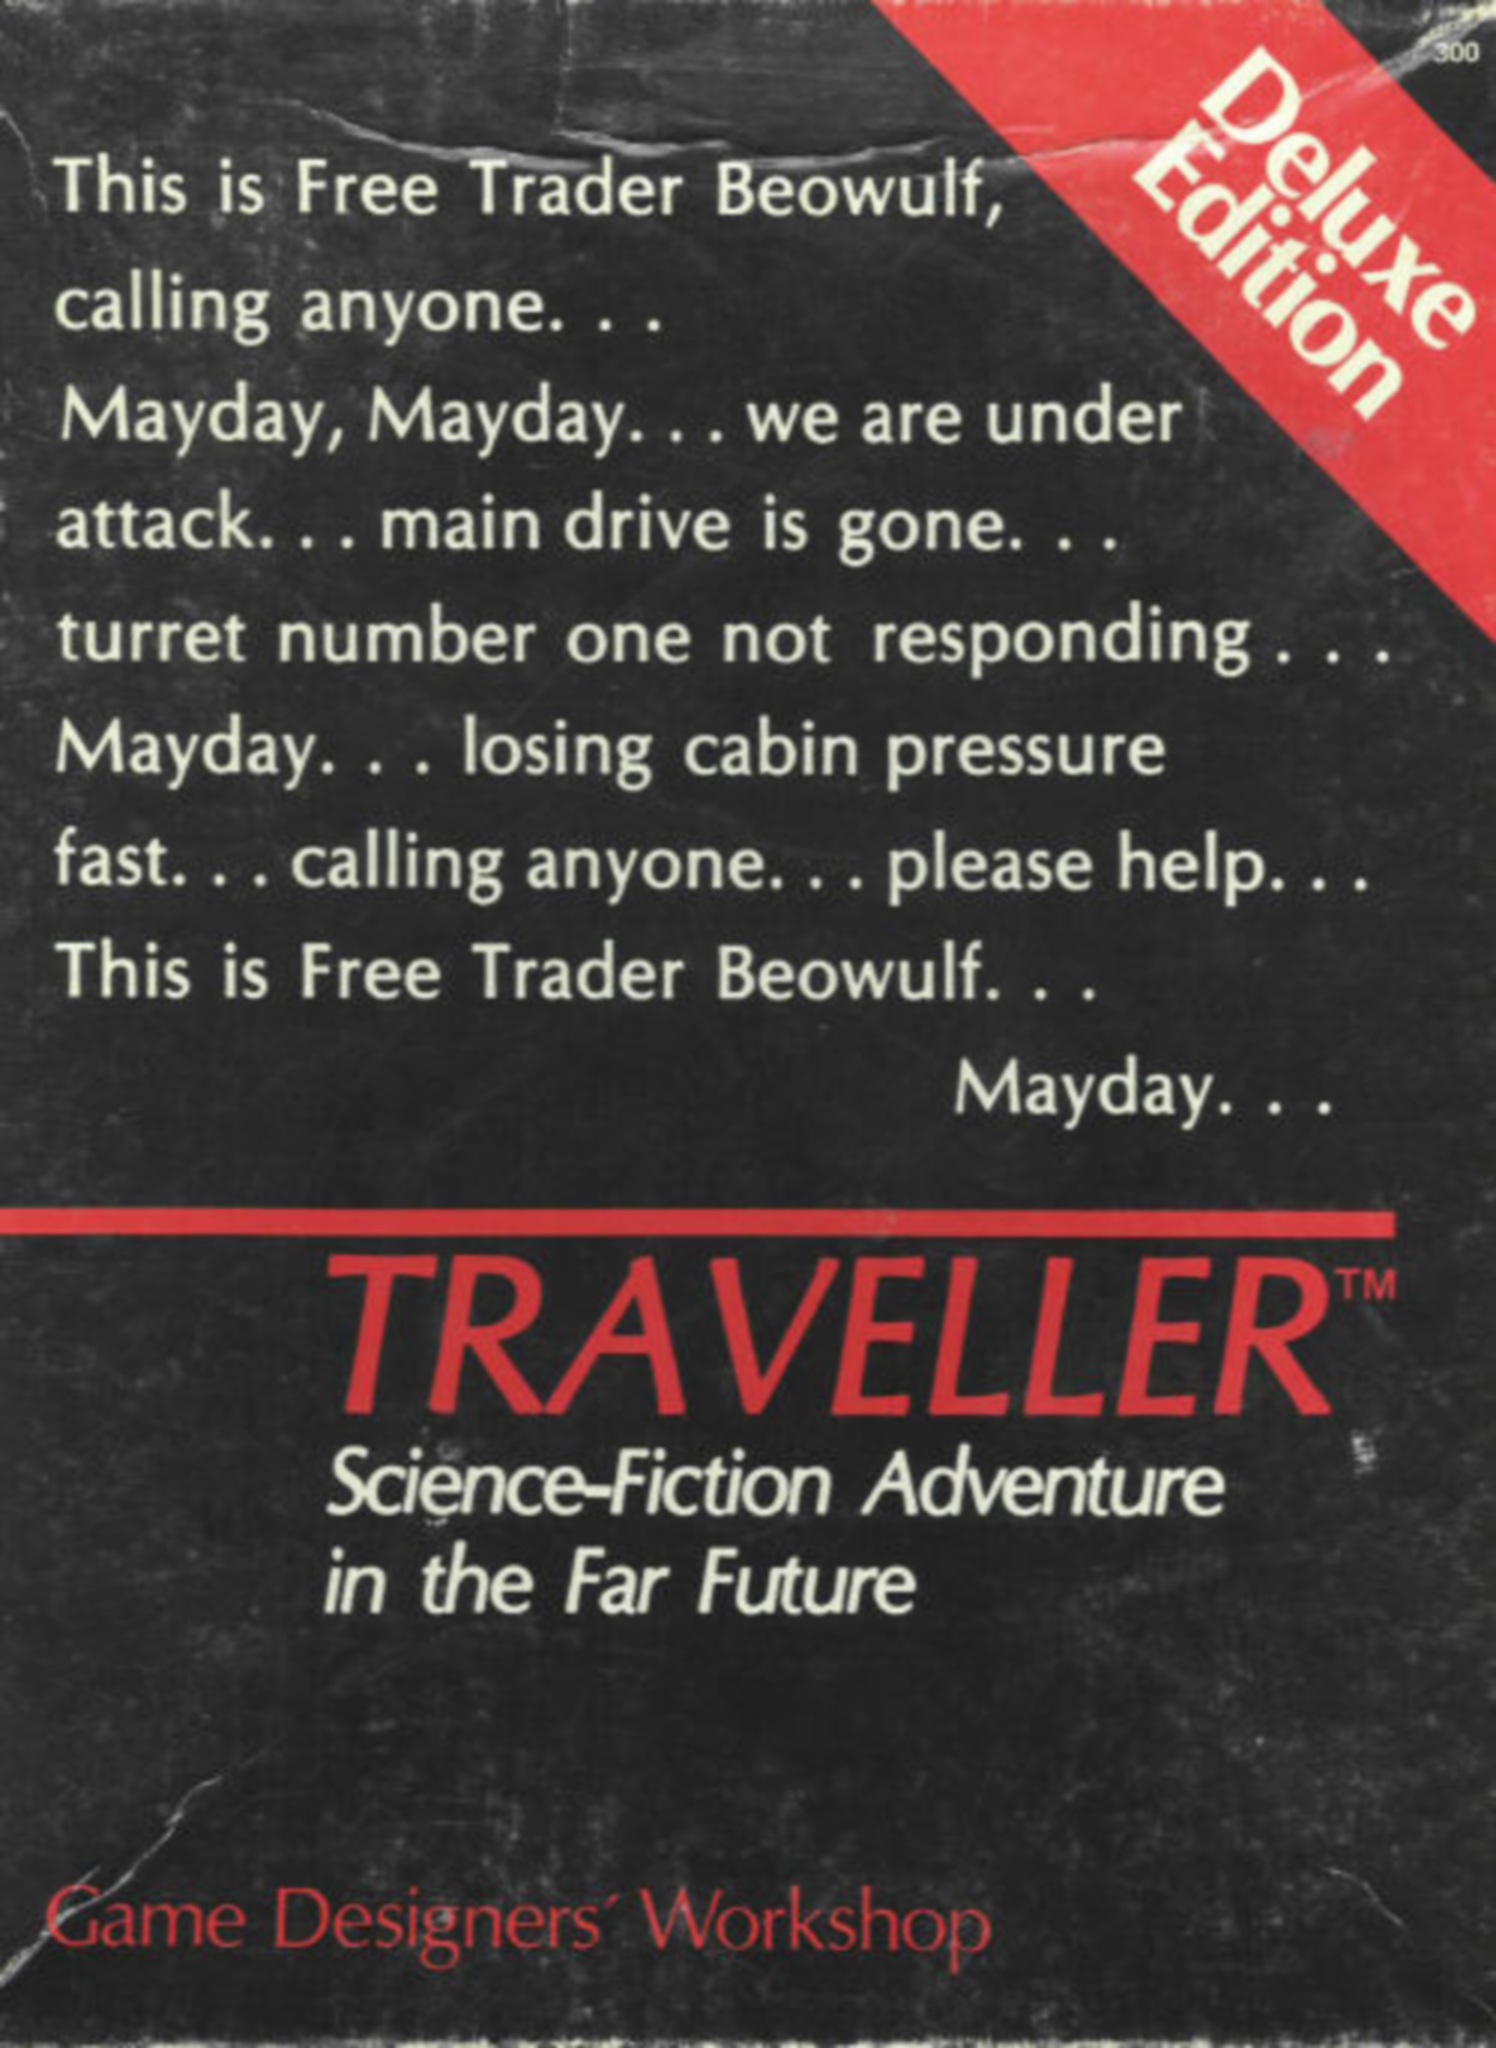 300
Deluxe
Edition
This is Free Trader Beowulf,
calling anyone. . .
Mayday, Mayday. . . we are under
attack. . . main drive is gone. . .
turret number one not responding . . .
Mayday. . . losing cabin pressure
fast. . . calling anyone. . . please help. . .
This is Free Trader Beowulf. . .
Mayday. . .
TRAVELLER™
Science-Fiction Adventure
in the Far Future
Game Designers' Workshop